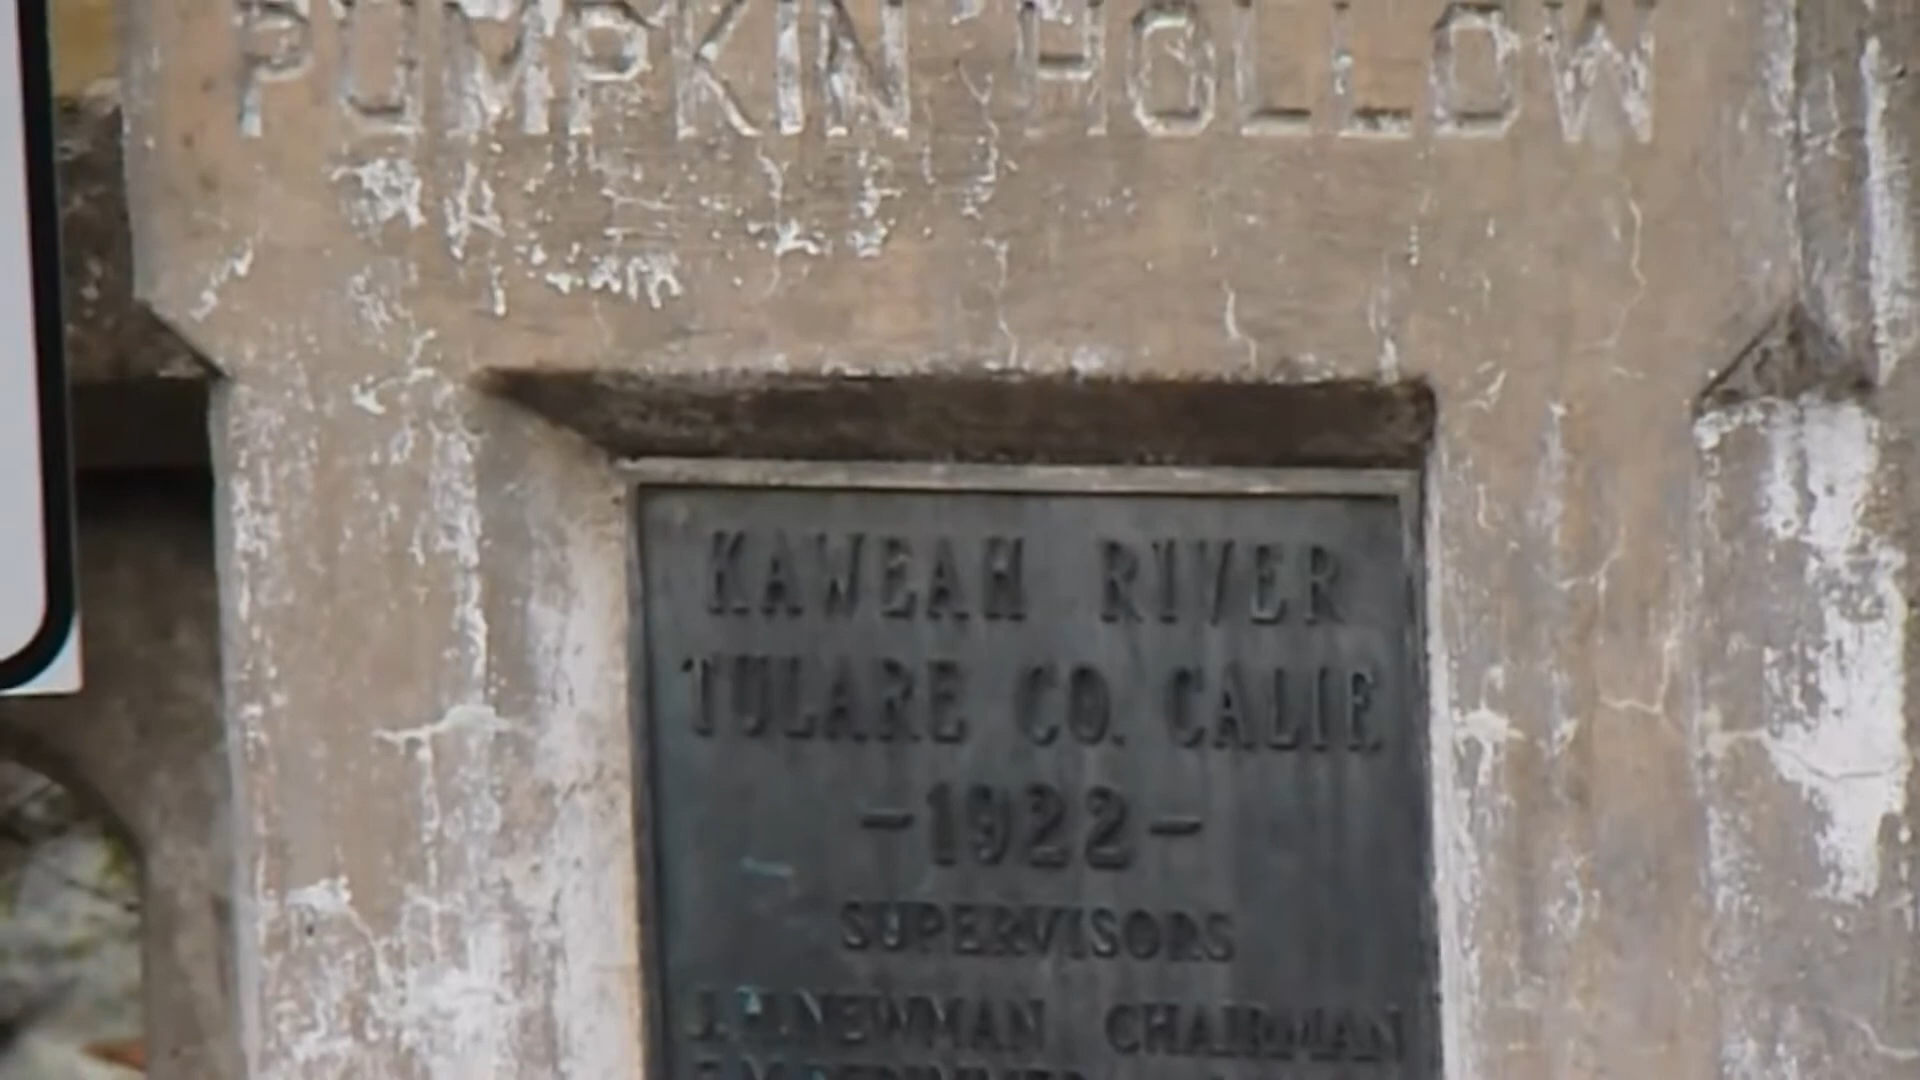 PUMPKIN HOLLOW
KAWEAH RIVER
TULARE CO. CALIF.
-1922-
SUPERVISORS
NEWMAN CHAIRMAN